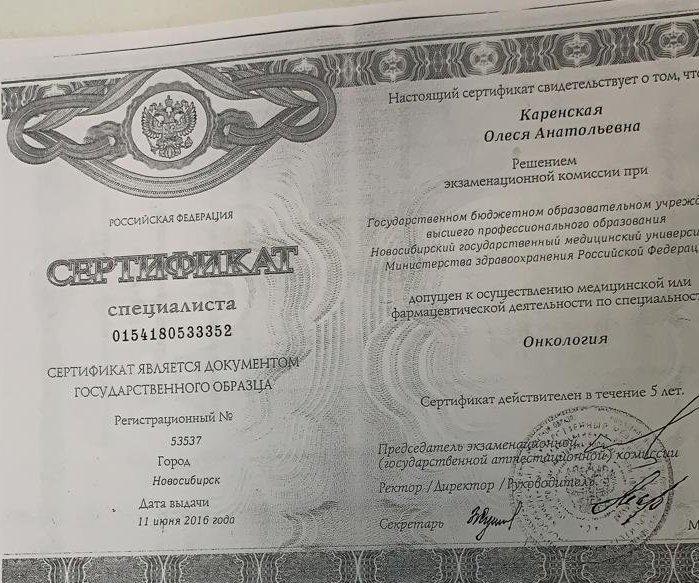 РОССИЙСКАЯ ФЕДЕРАЦИЯ
СЕРТИФИКАТ
специалиста
0154180533352
СЕРТИФИКАТ ЯВЛЯЕТСЯ ДОКУМЕНТОМ
ГОСУДАРСТВЕННОГО ОБРАЗЦА
Регистрационный №
53537
Город
Новосибирск
Дата выдачи
11 июня 2016 года
Настоящий сертификат свидетельствует о том, что
Каренская
Олеся Анатольевна
Решением
экзаменационной комиссии при
Государственном бюджетном образовательном учрежд
высшего профессионального образования
Новосибирский государственный медицинский универси
Министерства здравоохранения Российской Федерац
допущен к осуществлению медицинской или
фармацевтической деятельности по специальност
Онкология
Сертификат действителен в течение 5 лет.
Председатель экзаменационной
(государственной аттестационной) комиссии
Ректор /Директор /Руководитель
Секретарь
М